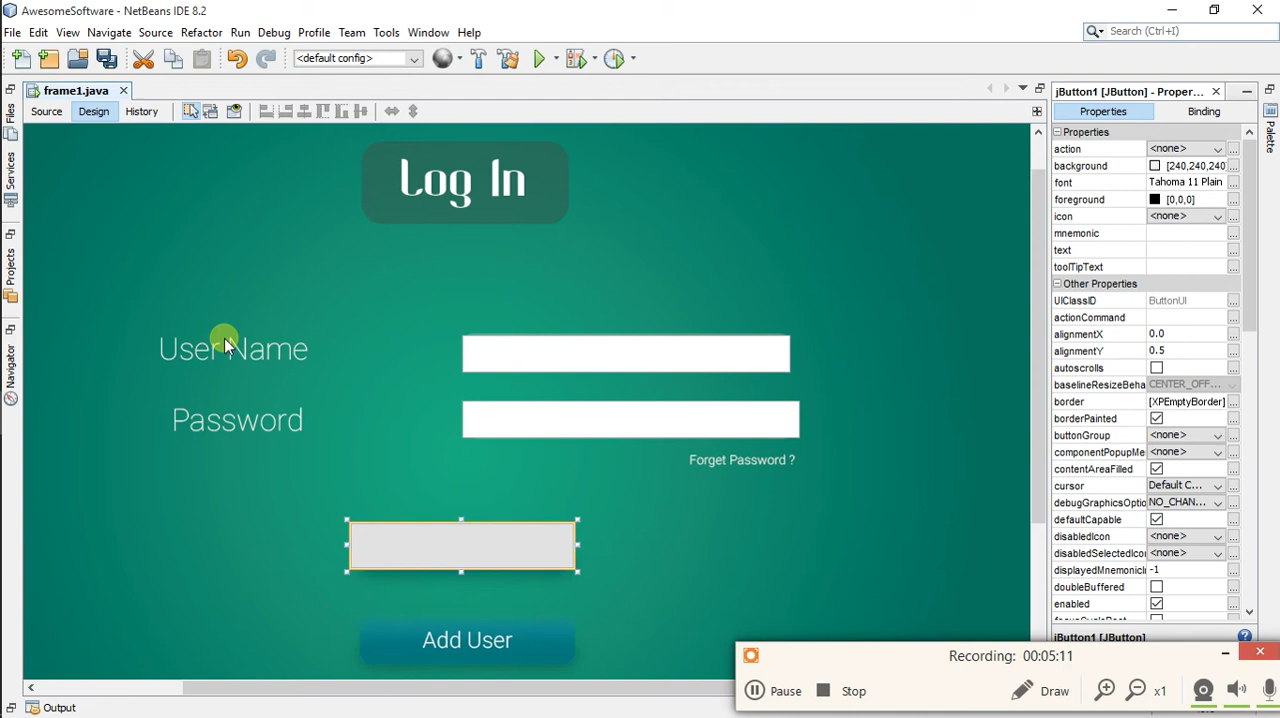 AwesomeSoftware - NetBeans IDE 8.2
File Edit View Navigate Source Refactor Run Debug Profile Team Tools Window Help
Search (Ctrl+I)
<default config>
frame1.java
jButton1 [JButton] - Proper...
Source Design History
Properties Binding
Files
Services
Projects
Navigator
Palette
Log In
User Name
Password
Forget Password ?
Add User
Properties
action <none>
background [240,240,240
font Tahoma 11 Plain
foreground [0,0,0]
icon <none>
mnemonic
text
toolTipText
Other Properties
UIClassID ButtonUI
actionCommand
alignmentX 0.0
alignmentY 0.5
autoscrolls
baselineResizeBeha CENTER_OFF...
border [XPEmptyBorder]
borderPainted
buttonGroup <none>
componentPopupMe <none>
contentAreaFilled
cursor Default C...
debugGraphicsOptio NO_CHAN...
defaultCapable
disabledIcon <none>
disabledSelectedIcon <none>
displayedMnemonicI -1
doubleBuffered
enabled
jButton1 [JButton]
Recording: 00:05:11
Pause Stop Draw x1
Output